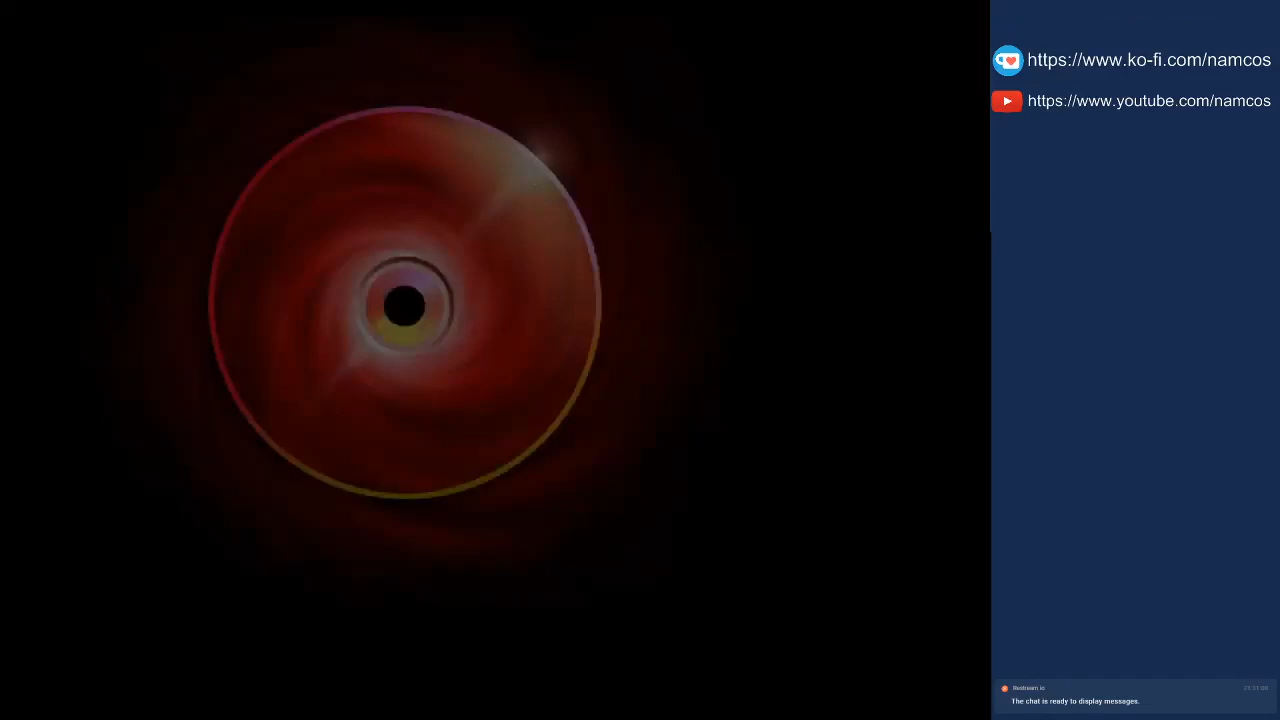 https://www.ko-fi.com/namcos
https://www.youtube.com/namcos
Restream.io
The chat is ready to display messages.